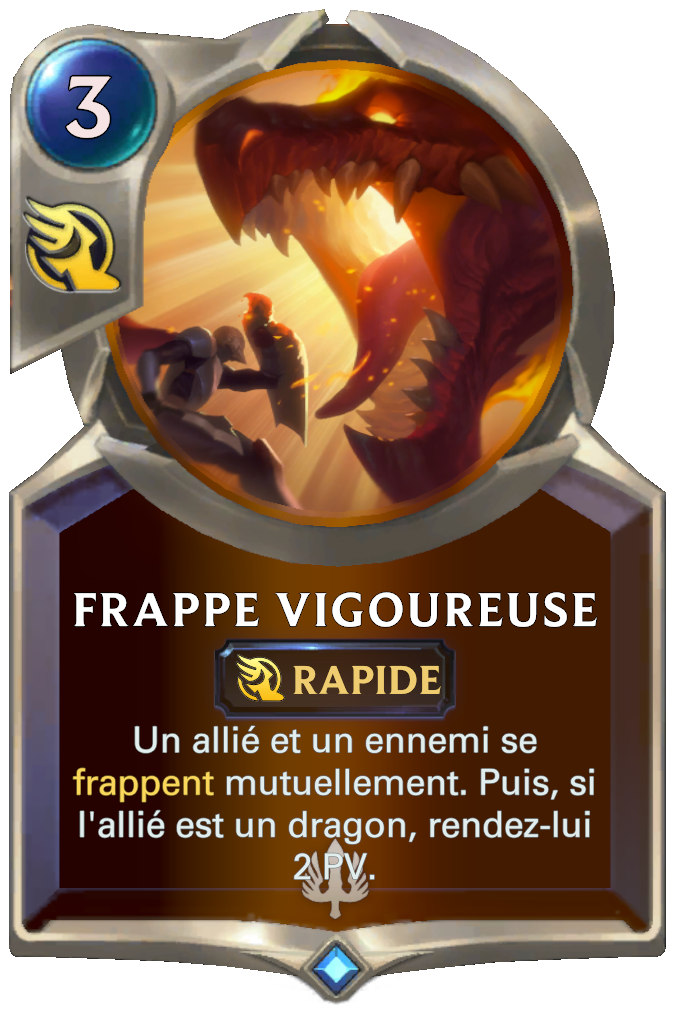 3
FRAPPE VIGOUREUSE
RAPIDE
Un allié et un ennemi se
frappent mutuellement. Puis, si
l'allié est un dragon, rendez-lui
2 PV.